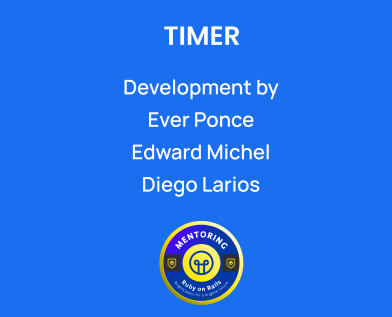 TIMER
Development by
Ever Ponce
Edward Michel
Diego Larios
MENTORING
Ruby on Rails